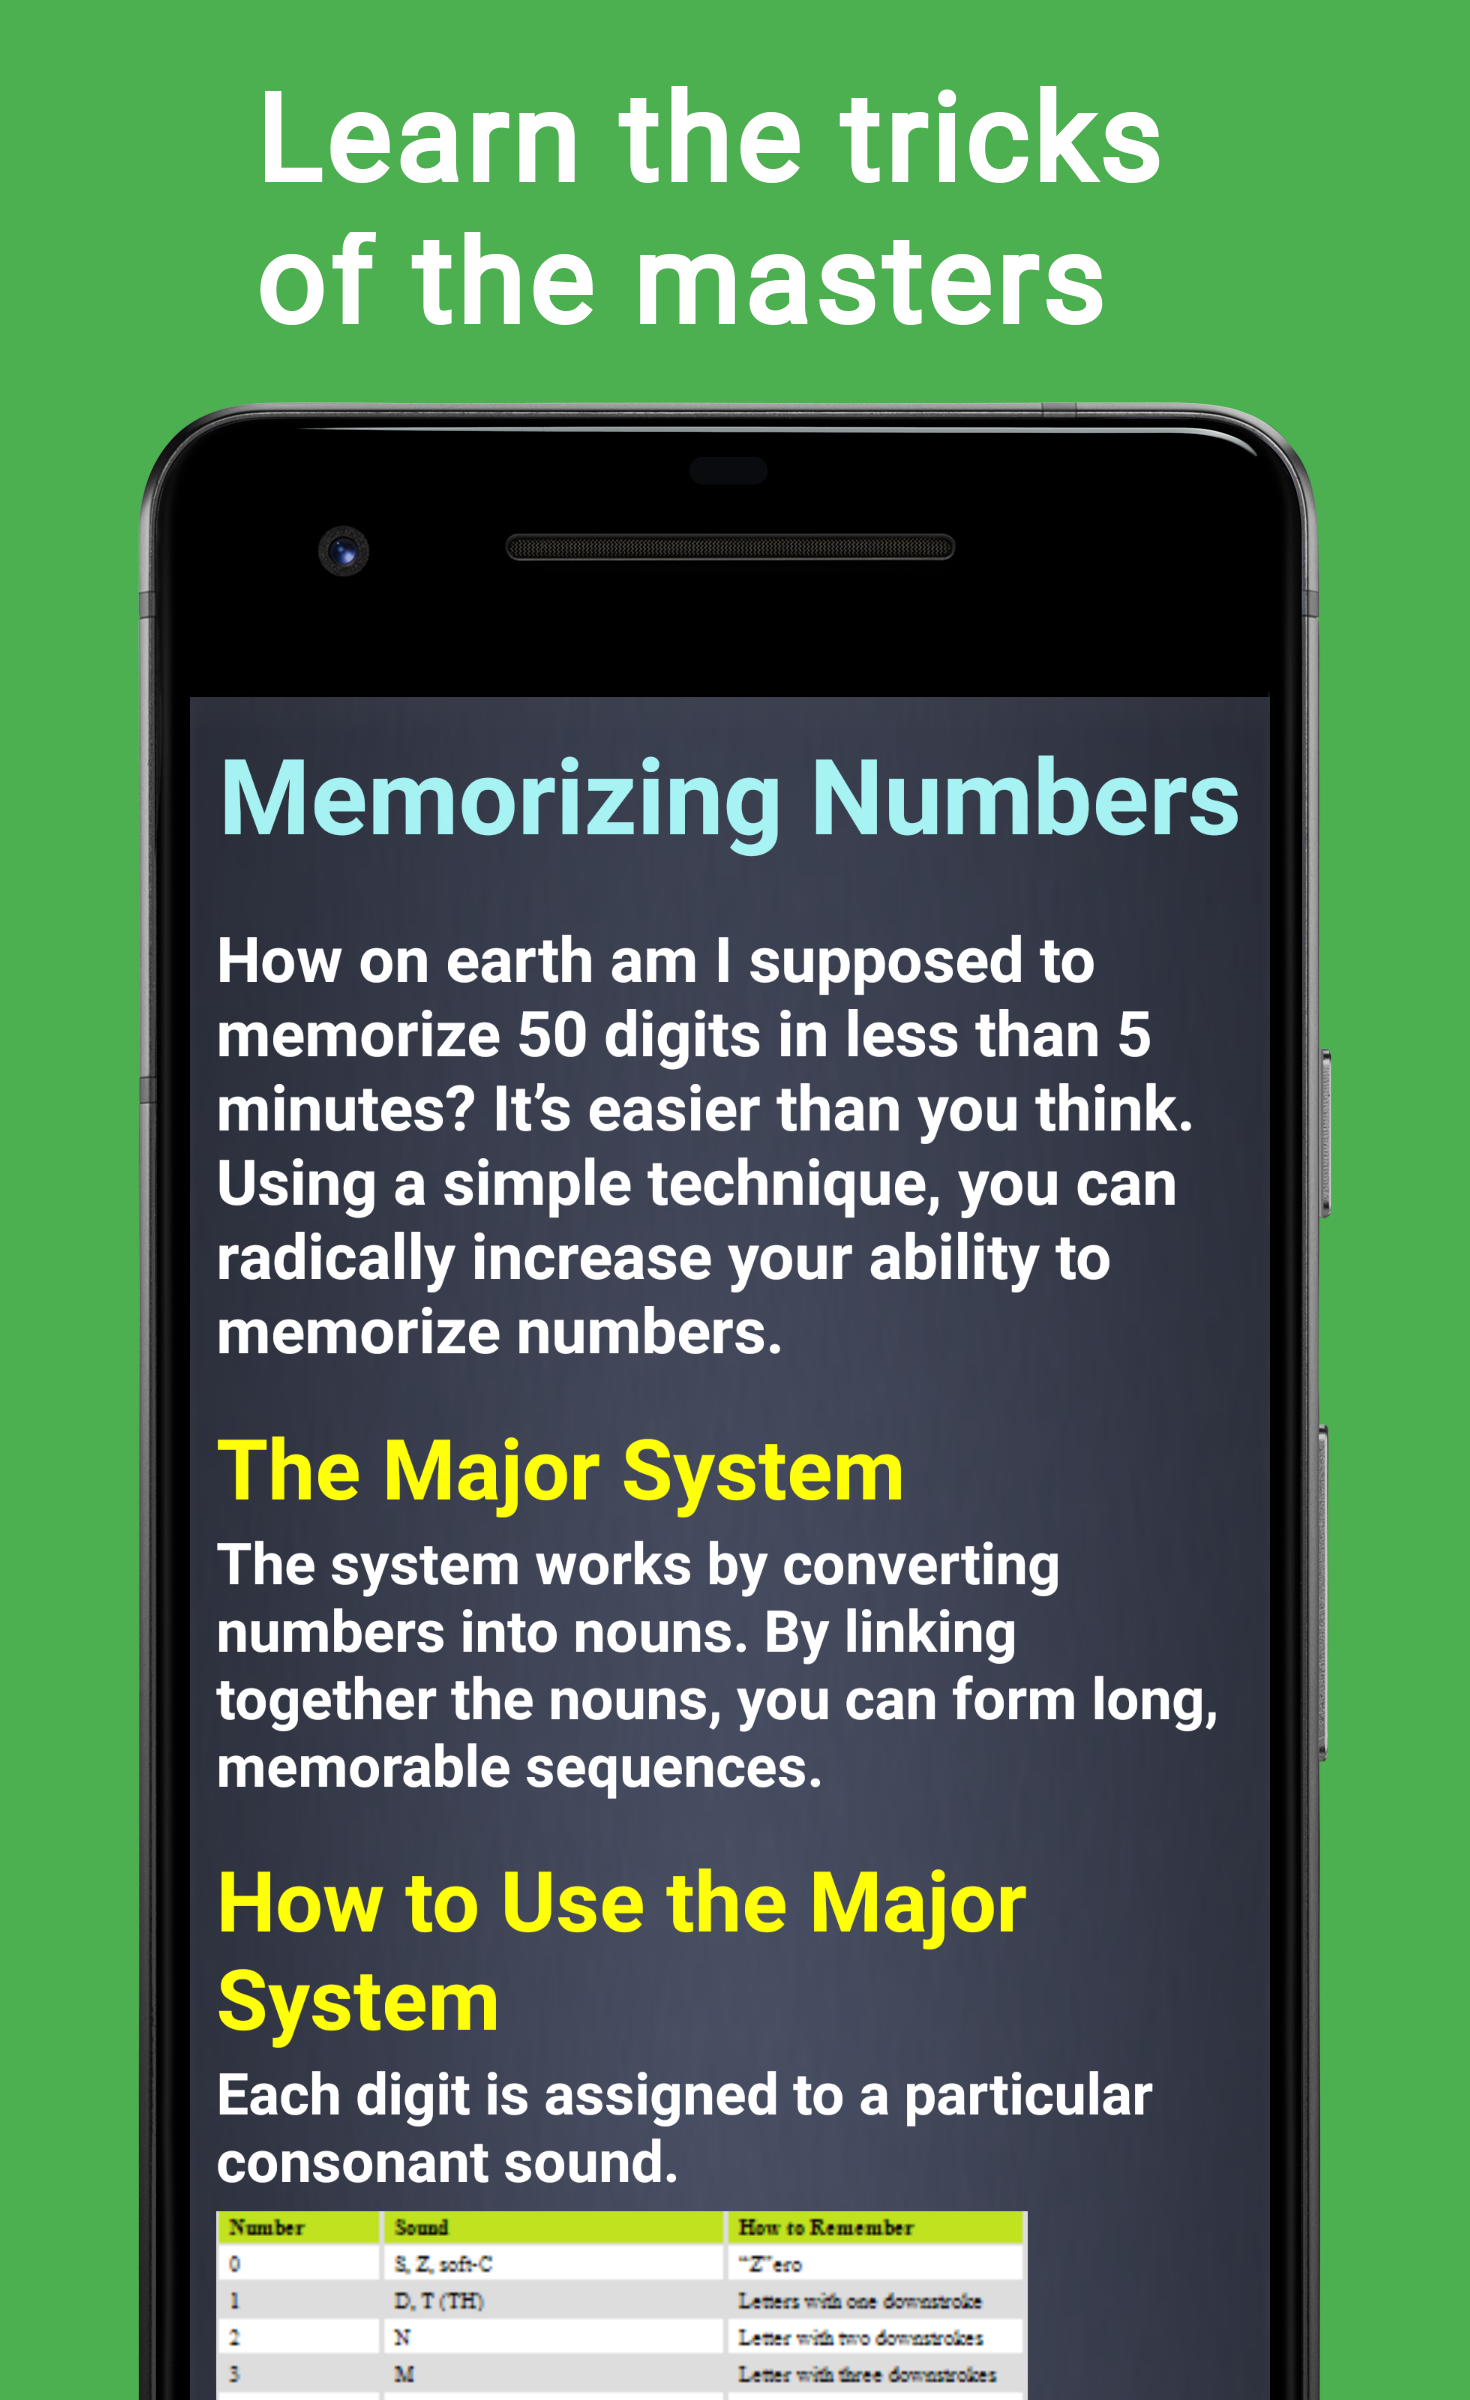 Learn the tricks
of the masters
Memorizing Numbers
How on earth am I supposed to
memorize 50 digits in less than 5
minutes? It’s easier than you think.
Using a simple technique, you can
radically increase your ability to
memorize numbers.
The Major System
The system works by converting
numbers into nouns. By linking
together the nouns, you can form long,
memorable sequences.
How to Use the Major
System
Each digit is assigned to a particular
consonant sound.
Number Sound How to Remember
0 S, Z, soft-C “Z”ero
1 D, T (TH) Letters with one downstroke
2 N Letter with two downstrokes
3 M Letter with three downstrokes